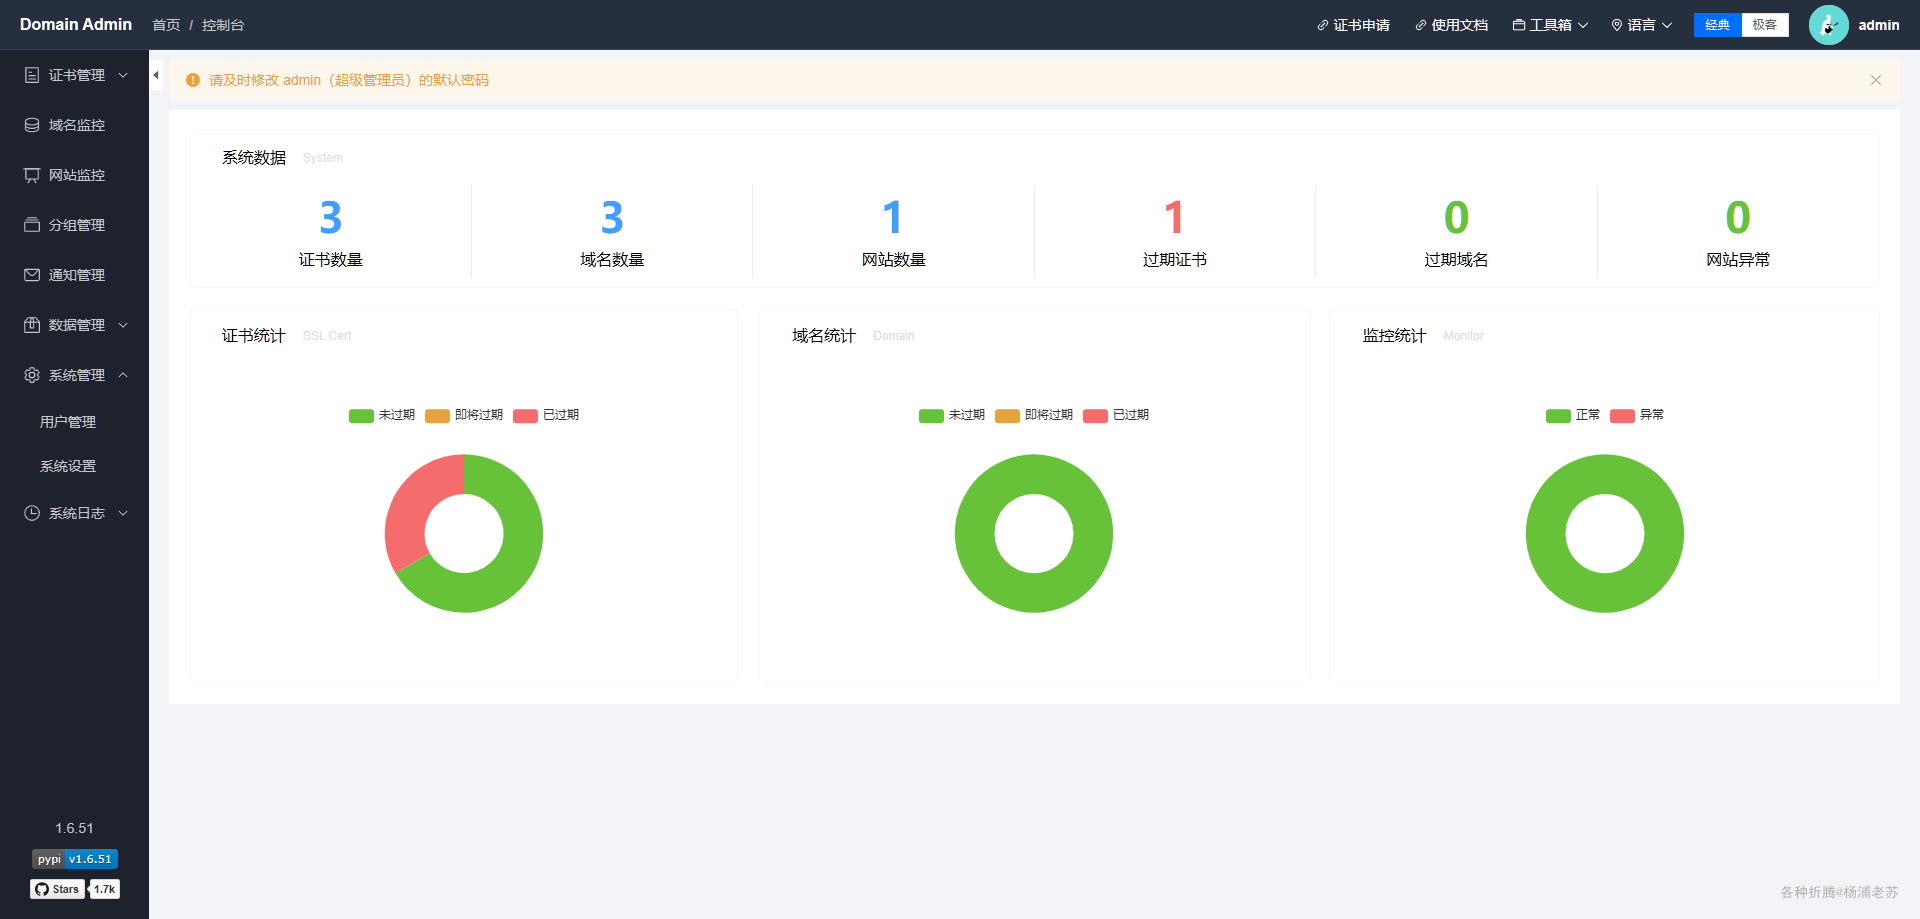 Domain Admin 首页 / 控制台 证书申请 使用文档 工具箱 语言 经典 极客 admin
证书管理
域名监控
网站监控
分组管理
通知管理
数据管理
系统管理
用户管理
系统设置
系统日志
1.6.51
pypi v1.6.51
Stars 1.7k
请及时修改 admin（超级管理员）的默认密码
系统数据 System
3 3 1 1 0 0
证书数量 域名数量 网站数量 过期证书 过期域名 网站异常
证书统计 SSL Cert
未过期 即将过期 已过期
域名统计 Domain
未过期 即将过期 已过期
监控统计 Monitor
正常 异常
各种折腾@杨浦老苏